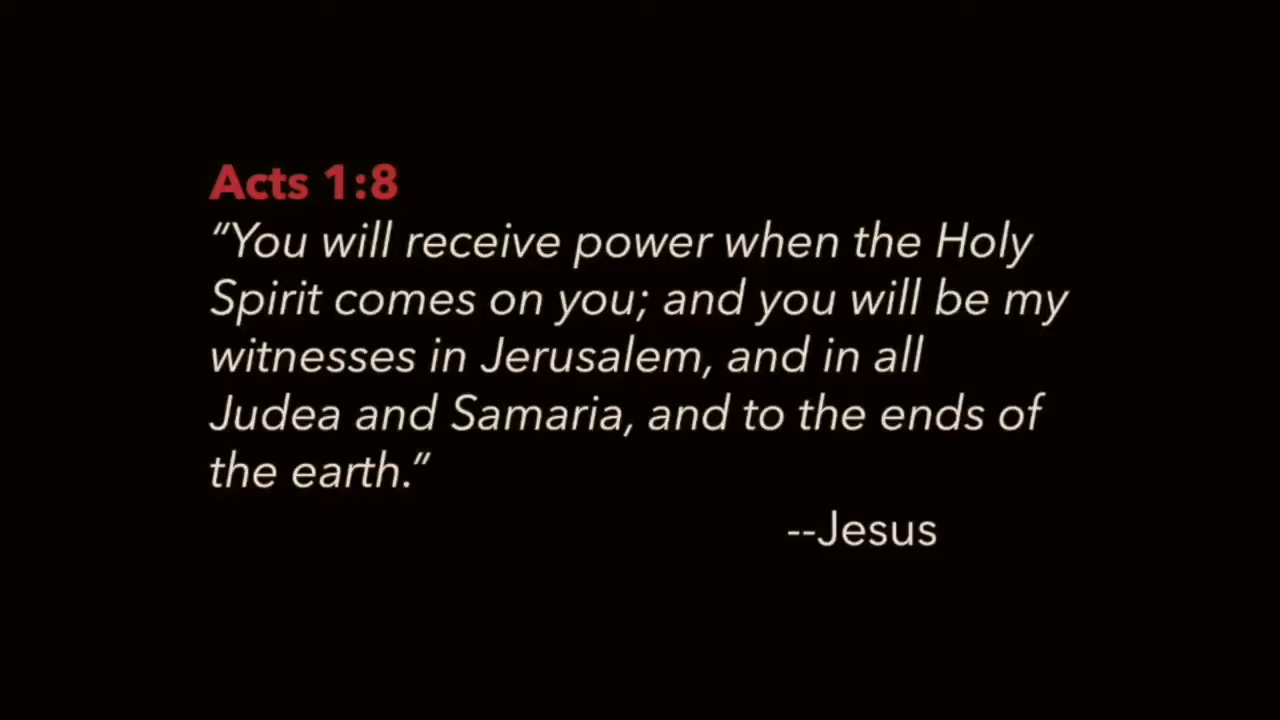 Acts 1:8
“You will receive power when the Holy
Spirit comes on you; and you will be my
witnesses in Jerusalem, and in all
Judea and Samaria, and to the ends of
the earth.”
--Jesus